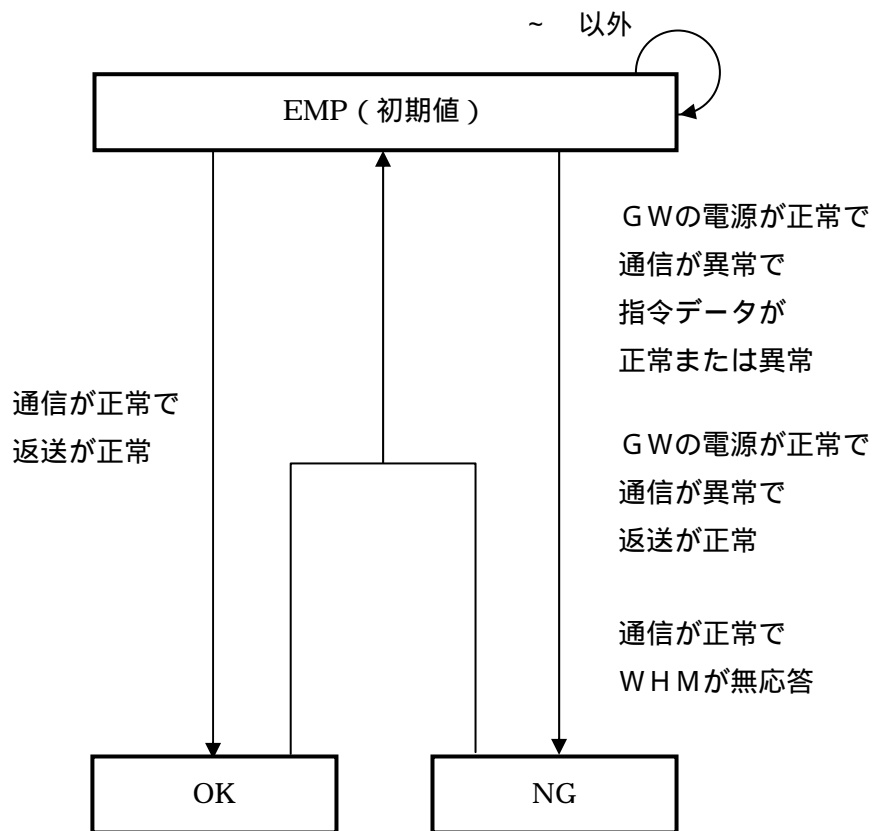 ~ 以外
EMP（初期値）
ＧＷの電源が正常で
通信が異常で
指令データが
正常または異常
通信が正常で
返送が正常
ＧＷの電源が正常で
通信が異常で
返送が正常
通信が正常で
ＷＨＭが無応答
OK
NG